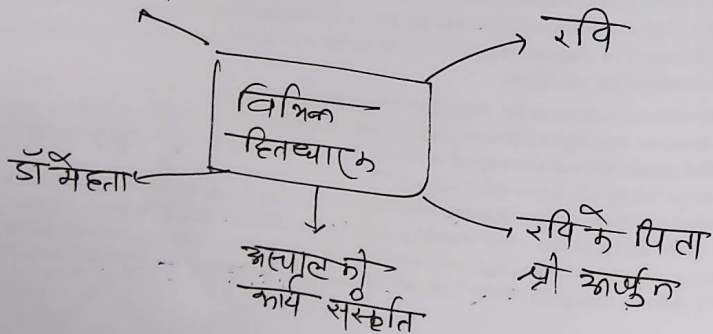 रवि
विभिन्न
हितधारक
डॉ मेहता
रवि के पिता
श्री अर्जुन
अस्पताल की
कार्य संस्कृति